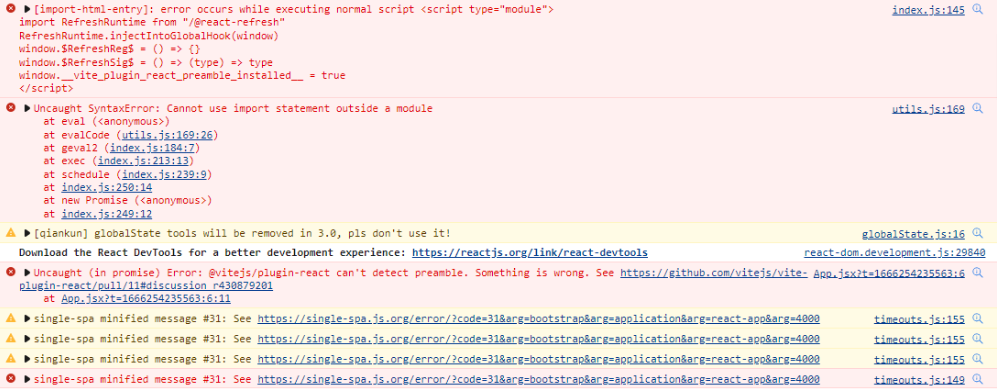 [import-html-entry]: error occurs while executing normal script <script type="module"> index.js:145
import RefreshRuntime from "/@react-refresh"
RefreshRuntime.injectIntoGlobalHook(window)
window.$RefreshReg$ = () => {}
window.$RefreshSig$ = () => (type) => type
window.__vite_plugin_react_preamble_installed__ = true
</script>
Uncaught SyntaxError: Cannot use import statement outside a module utils.js:169
at eval (<anonymous>)
at evalCode (utils.js:169:26)
at geval2 (index.js:184:7)
at exec (index.js:213:13)
at schedule (index.js:239:9)
at index.js:250:14
at new Promise (<anonymous>)
at index.js:249:12
[qiankun] globalState tools will be removed in 3.0, pls don't use it! globalState.js:16
Download the React DevTools for a better development experience: https://reactjs.org/link/react-devtools react-dom.development.js:29840
Uncaught (in promise) Error: @vitejs/plugin-react can't detect preamble. Something is wrong. See https://github.com/vitejs/vite- App.jsx?t=1666254235563:6
plugin-react/pull/11#discussion_r430879201
at App.jsx?t=1666254235563:6:11
single-spa minified message #31: See https://single-spa.js.org/error/?code=31&arg=bootstrap&arg=application&arg=react-app&arg=4000 timeouts.js:155
single-spa minified message #31: See https://single-spa.js.org/error/?code=31&arg=bootstrap&arg=application&arg=react-app&arg=4000 timeouts.js:155
single-spa minified message #31: See https://single-spa.js.org/error/?code=31&arg=bootstrap&arg=application&arg=react-app&arg=4000 timeouts.js:155
single-spa minified message #31: See https://single-spa.js.org/error/?code=31&arg=bootstrap&arg=application&arg=react-app&arg=4000 timeouts.js:149